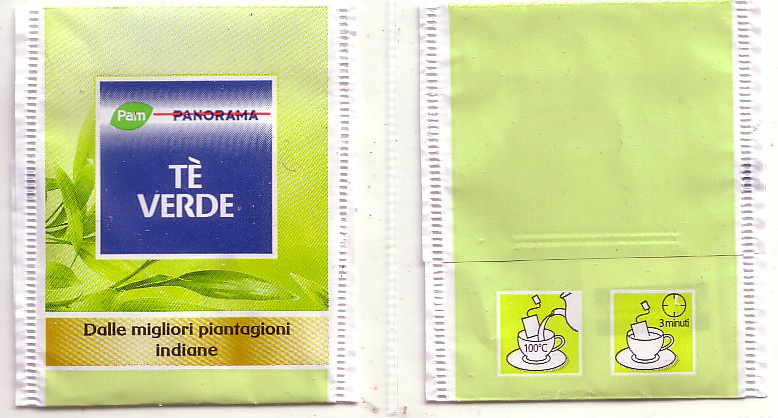 Pam PANORAMA
TÈ
VERDE
Dalle migliori piantagioni
indiane
100°C
3 minuti